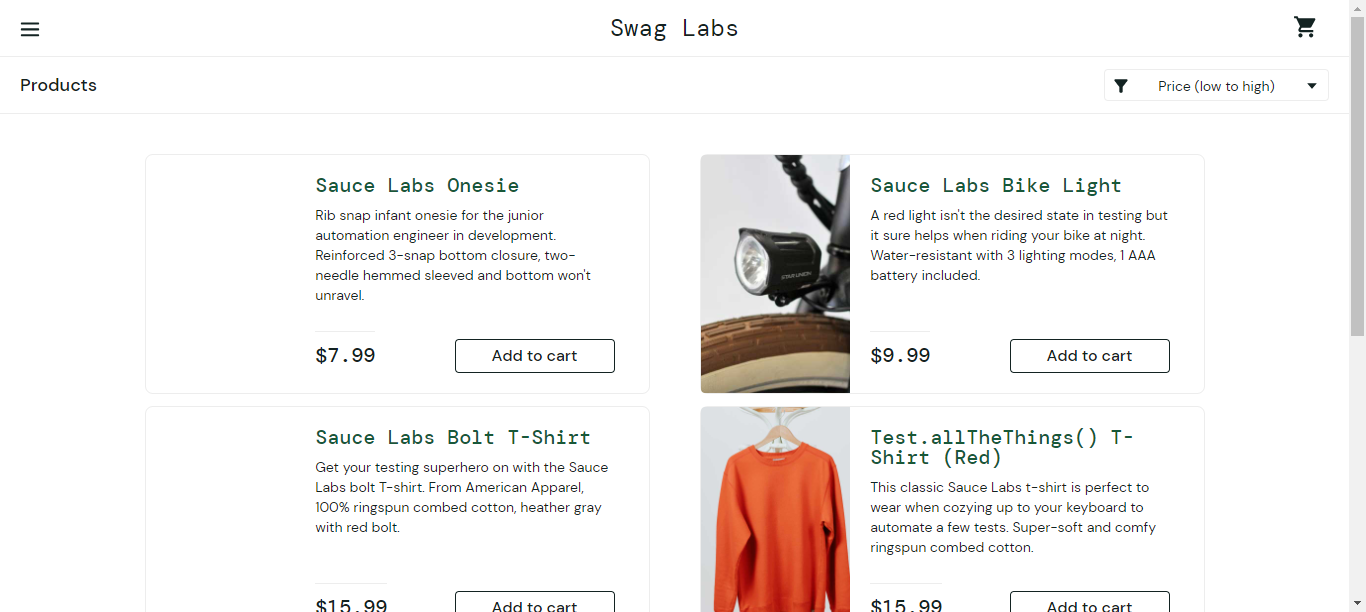 Swag Labs
Products
Price (low to high)
Sauce Labs Onesie
Rib snap infant onesie for the junior
automation engineer in development.
Reinforced 3-snap bottom closure, two-
needle hemmed sleeved and bottom won't
unravel.
$7.99
Add to cart
Sauce Labs Bike Light
A red light isn't the desired state in testing but
it sure helps when riding your bike at night.
Water-resistant with 3 lighting modes, 1 AAA
battery included.
STAR UNION
$9.99
Add to cart
Sauce Labs Bolt T-Shirt
Get your testing superhero on with the Sauce
Labs bolt T-shirt. From American Apparel,
100% ringspun combed cotton, heather gray
with red bolt.
$15.99
Add to cart
Test.allTheThings() T-
Shirt (Red)
This classic Sauce Labs t-shirt is perfect to
wear when cozying up to your keyboard to
automate a few tests. Super-soft and comfy
ringspun combed cotton.
$15.99
Add to cart